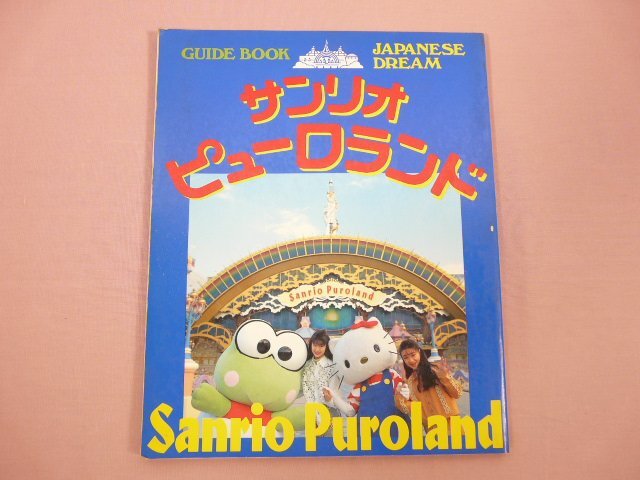 GUIDE BOOK
JAPANESE
DREAM
サンリオ
ピューロランド
Sanrio Puroland
Sanrio Puroland